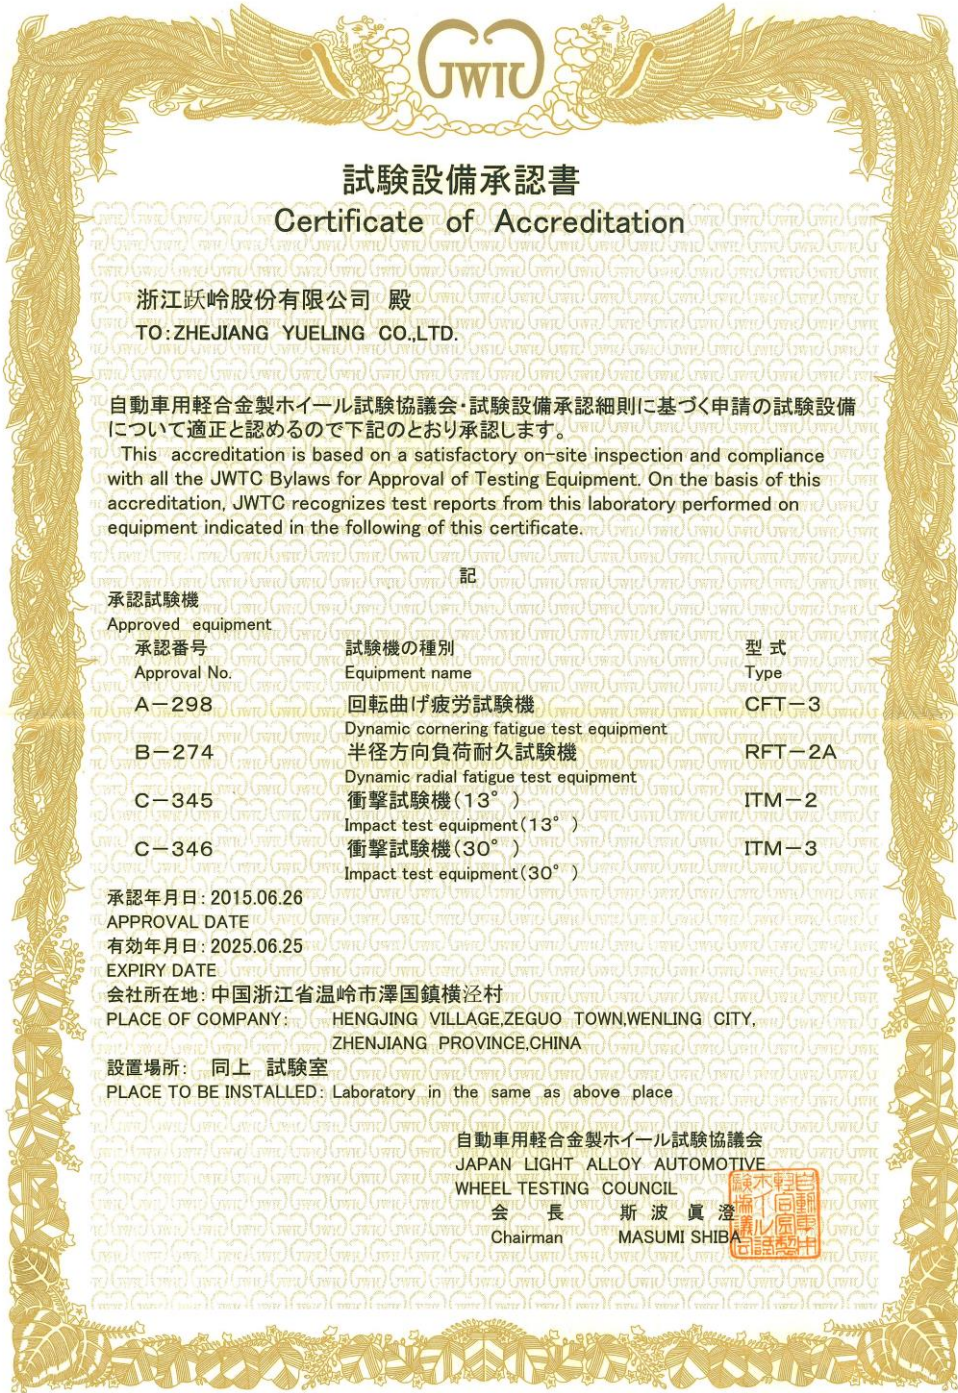 JWTC
試験設備承認書
Certificate of Accreditation
浙江跃岭股份有限公司 殿
TO:ZHEJIANG YUELING CO.,LTD.
自動車用軽合金製ホイール試験協議会・試験設備承認細則に基づく申請の試験設備
について適正と認めるので下記のとおり承認します。
This accreditation is based on a satisfactory on-site inspection and compliance
with all the JWTC Bylaws for Approval of Testing Equipment. On the basis of this
accreditation, JWTC recognizes test reports from this laboratory performed on
equipment indicated in the following of this certificate.
記
承認試験機
Approved equipment
承認番号 試験機の種別 型式
Approval No. Equipment name Type
A-298 回転曲げ疲労試験機 CFT-3
Dynamic cornering fatigue test equipment
B-274 半径方向負荷耐久試験機 RFT-2A
Dynamic radial fatigue test equipment
C-345 衝撃試験機(13°) ITM-2
Impact test equipment(13°)
C-346 衝撃試験機(30°) ITM-3
Impact test equipment(30°)
承認年月日: 2015.06.26
APPROVAL DATE
有効年月日: 2025.06.25
EXPIRY DATE
会社所在地: 中国浙江省温岭市澤国鎮横泾村
PLACE OF COMPANY: HENGJING VILLAGE,ZEGUO TOWN,WENLING CITY,
ZHENJIANG PROVINCE,CHINA
設置場所: 同上 試験室
PLACE TO BE INSTALLED: Laboratory in the same as above place
自動車用軽合金製ホイール試験協議会
JAPAN LIGHT ALLOY AUTOMOTIVE
WHEEL TESTING COUNCIL
会長 斯波眞澄
Chairman MASUMI SHIBA